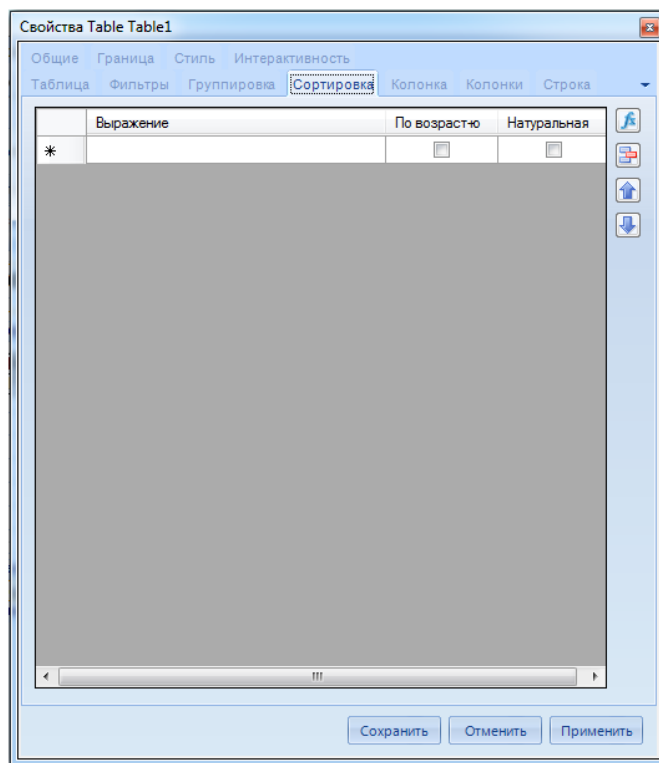 Свойства Table Table1
Общие Граница Стиль Интерактивность
Таблица Фильтры Группировка Сортировка Колонка Колонки Строка
Выражение По возрастю Натуральная
Сохранить Отменить Применить